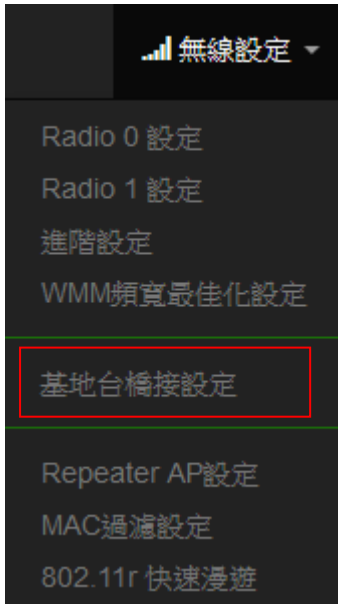 無線設定
Radio 0 設定
Radio 1 設定
進階設定
WMM頻寬最佳化設定
基地台橋接設定
Repeater AP設定
MAC過濾設定
802.11r 快速漫遊